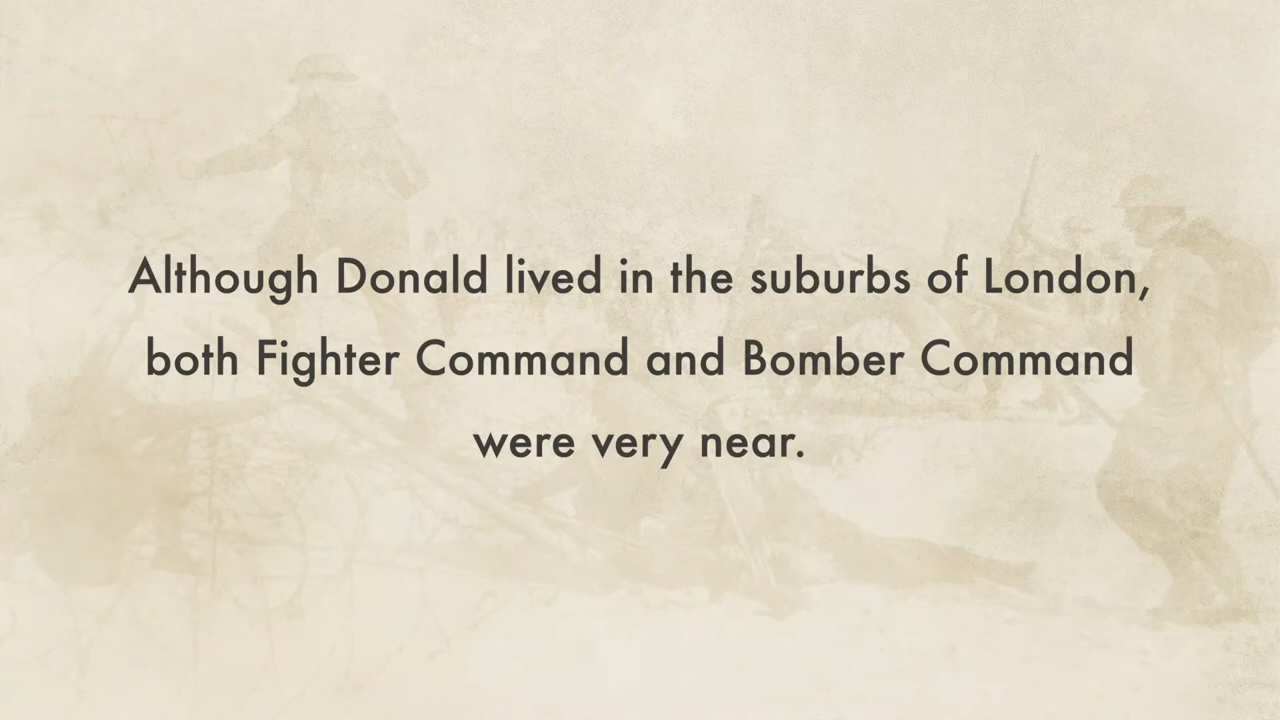 Although Donald lived in the suburbs of London,
both Fighter Command and Bomber Command
were very near.